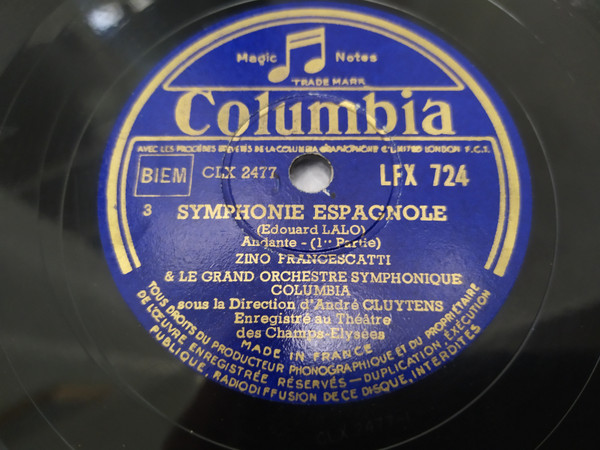 Magic Notes
TRADE MARK
Columbia
AVEC LES PROCÉDÉS BREVETÉS DE LA COLUMBIA GRAPHOPHONE Cº LIMITED LONDON F.C.T.
BIEM CLX 2477 LFX 724
3 SYMPHONIE ESPAGNOLE
(Edouard LALO)
Andante - (1re Partie)
ZINO FRANCESCATTI
& LE GRAND ORCHESTRE SYMPHONIQUE
COLUMBIA
sous la Direction d'André CLUYTENS
Enregistré au Théâtre
des Champs-Elysées
MADE IN FRANCE
TOUS DROITS DU PRODUCTEUR PHONOGRAPHIQUE ET DU PROPRIÉTAIRE
DE L'ŒUVRE ENREGISTRÉE RÉSERVÉS - DUPLICATION, EXÉCUTION
PUBLIQUE, RADIODIFFUSION DE CE DISQUE, INTERDITES